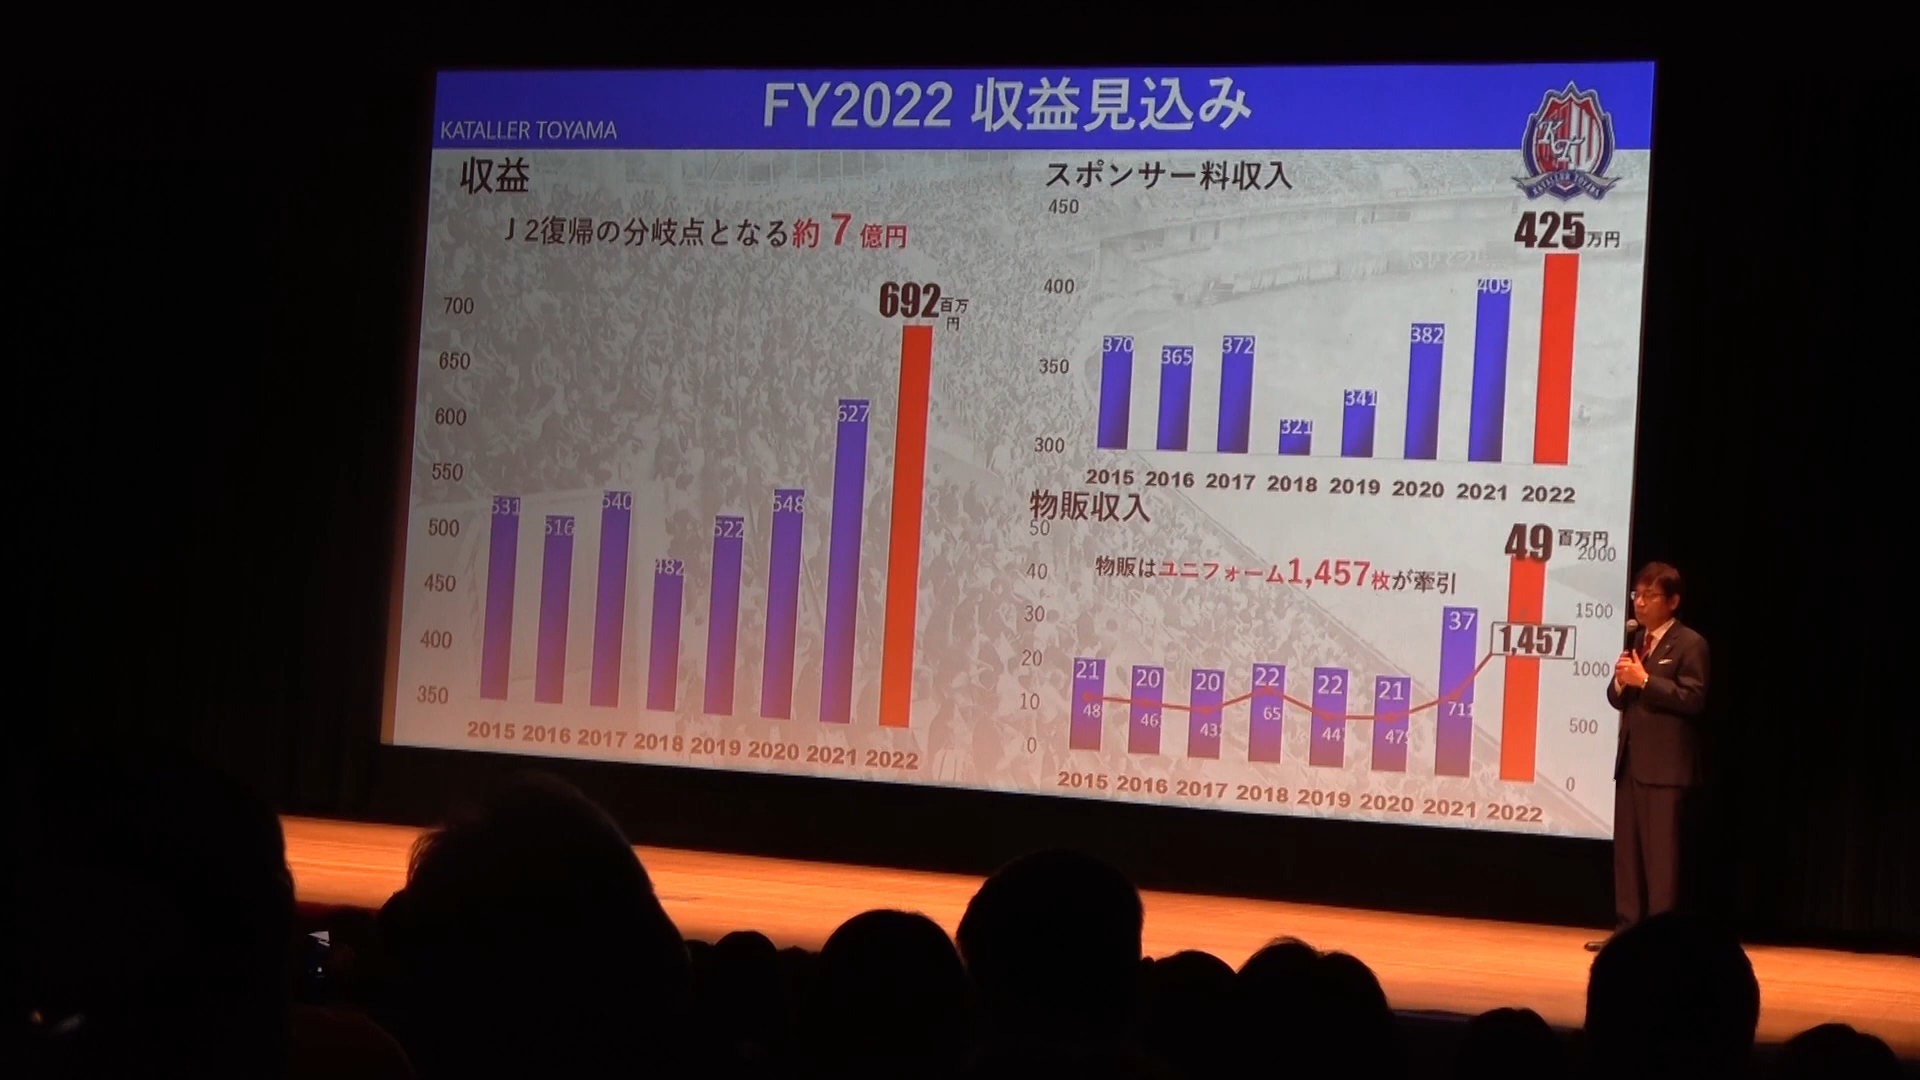 FY2022 収益見込み
KATALLER TOYAMA
KATALLER TOYAMA
収益
J2復帰の分岐点となる約7億円
692百万円
700
650
600
550
500
450
400
350
531 516 540 482 522 548 627
2015 2016 2017 2018 2019 2020 2021 2022
スポンサー料収入
425万円
450
400
350
300
370 365 372 321 341 382 409
2015 2016 2017 2018 2019 2020 2021 2022
物販収入
49百万円
物販はユニフォーム1,457枚が牽引
50
40
30
20
10
0
2000
1500
1000
500
0
21 20 20 22 22 21 37
1,457
711
2015 2016 2017 2018 2019 2020 2021 2022